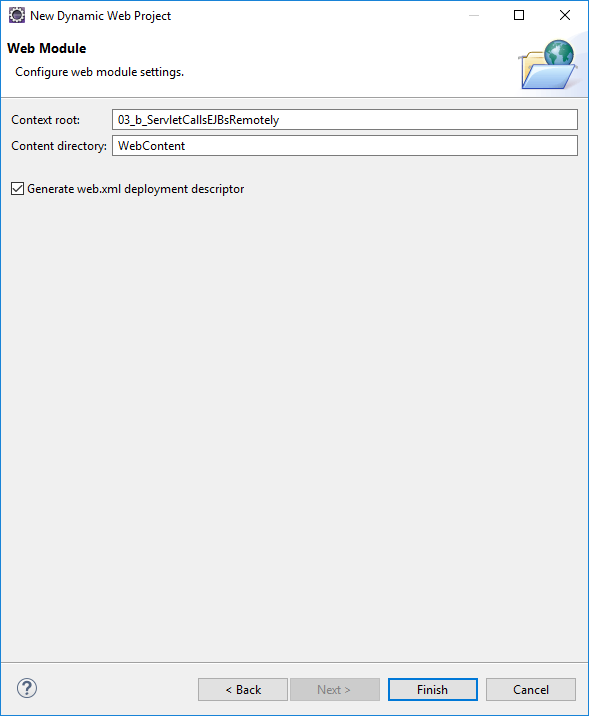 New Dynamic Web Project
Web Module
Configure web module settings.
Context root: 03_b_ServletCallsEJBsRemotely
Content directory: WebContent
Generate web.xml deployment descriptor
?
< Back Next > Finish Cancel